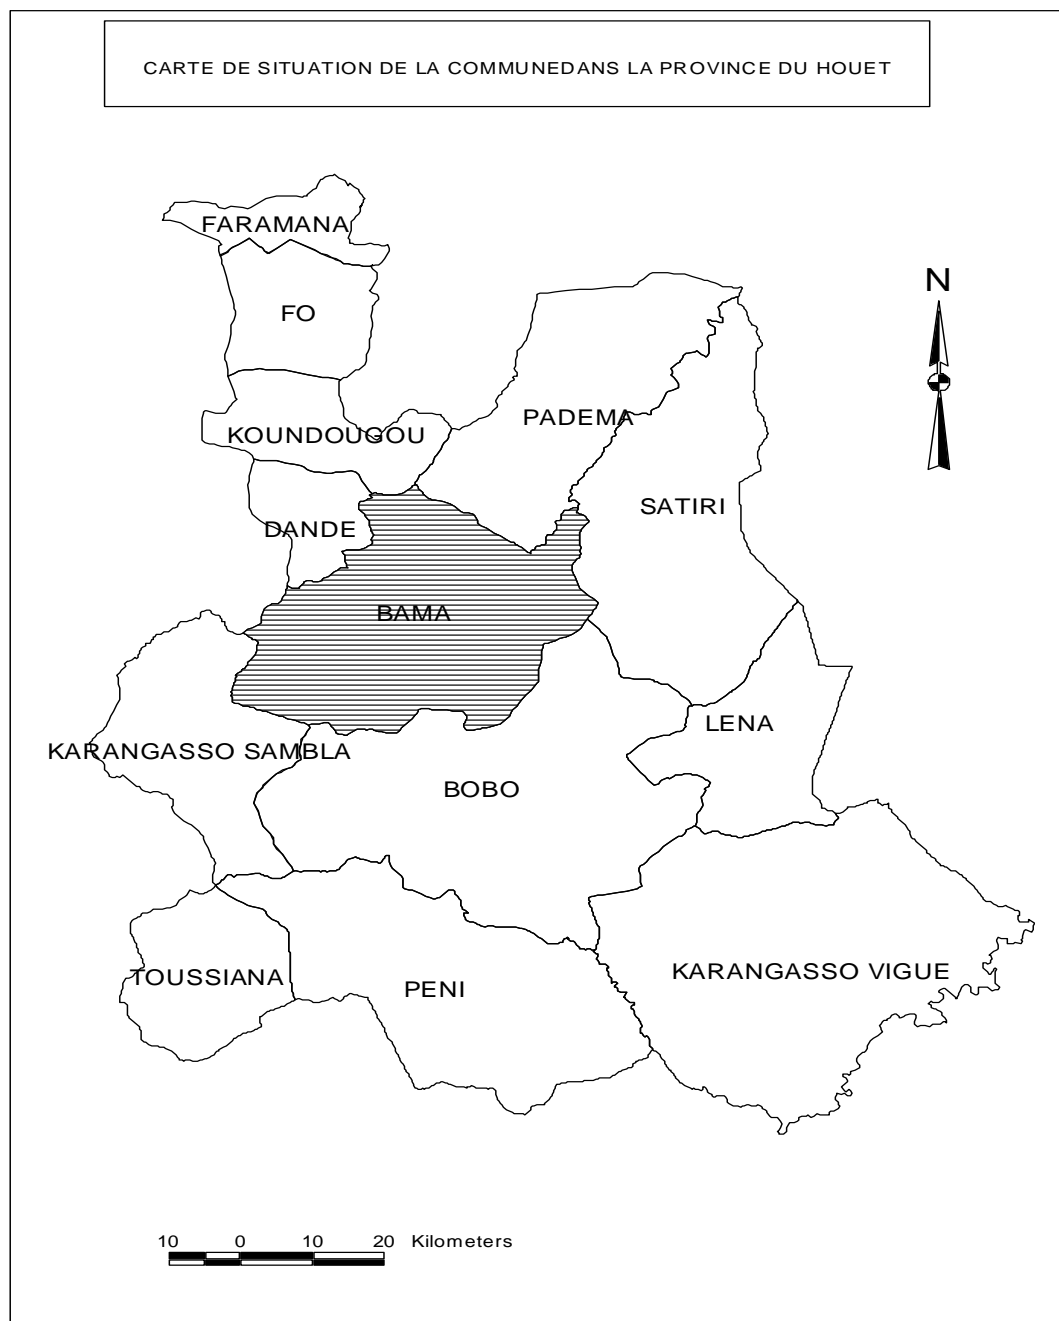 CARTE DE SITUATION DE LA COMMUNEDANS LA PROVINCE DU HOUET
FARAMANA
N
FO
PADEMA
KOUNDOUGOU
SATIRI
DANDE
BAMA
LENA
KARANGASSO SAMBLA
BOBO
KARANGASSO VIGUE
TOUSSIANA
PENI
10 0 10 20 Kilometers